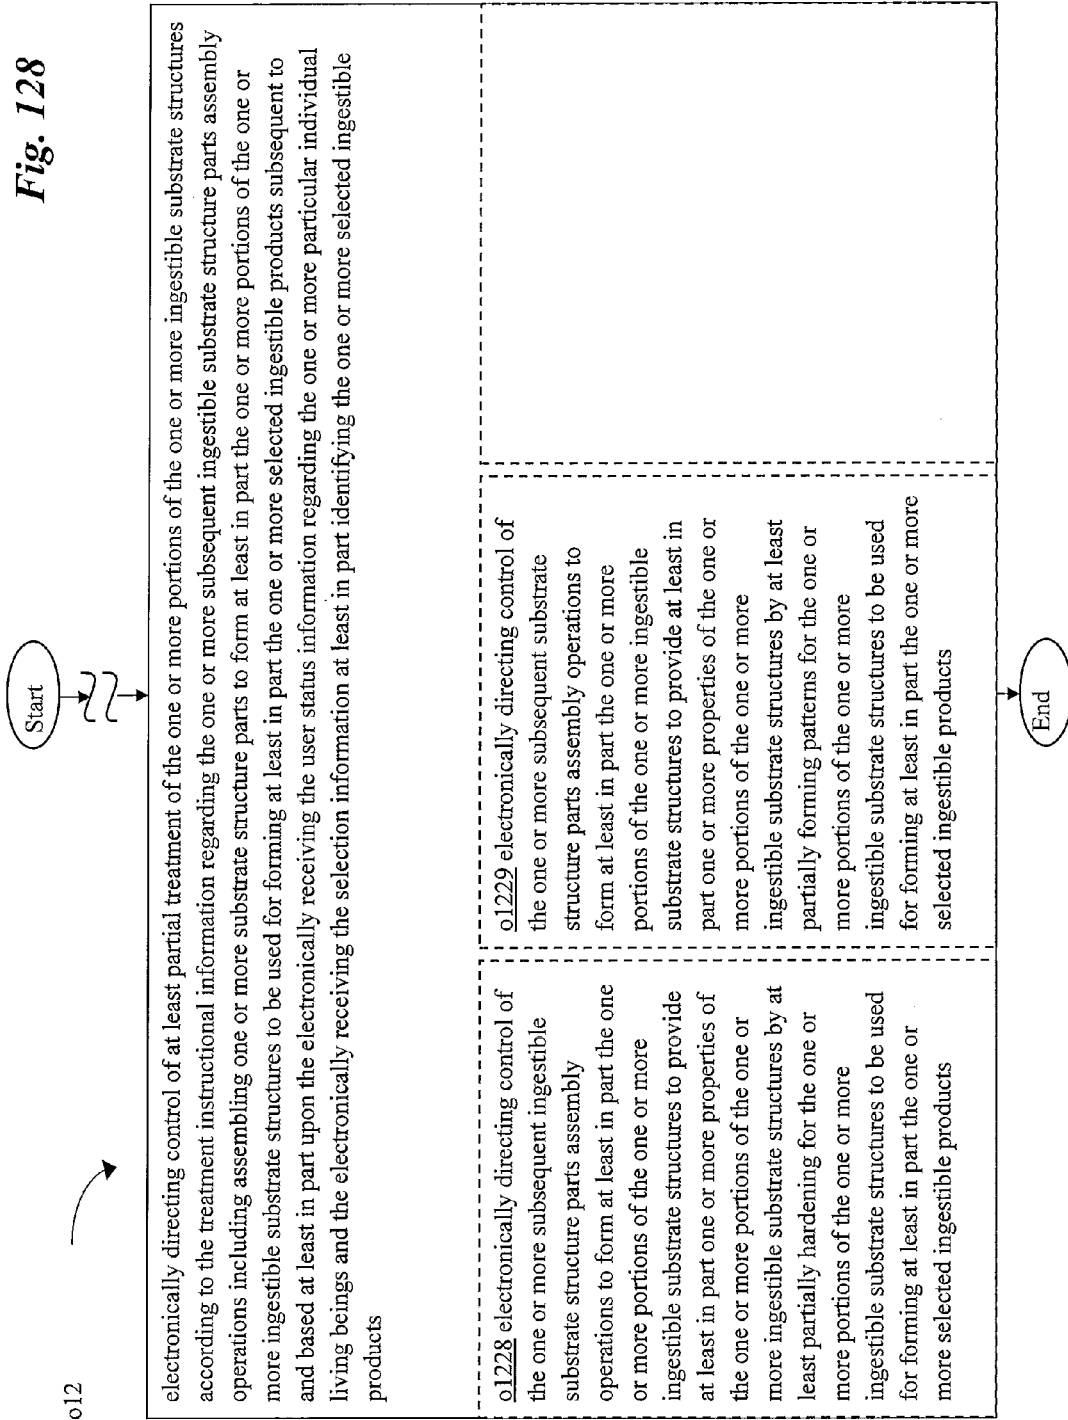 Fig. 128
o12
Start
electronically directing control of at least partial treatment of the one or more portions of the one or more ingestible substrate structures
according to the treatment instructional information regarding the one or more subsequent ingestible substrate structure parts assembly
operations including assembling one or more substrate structure parts to form at least in part the one or more portions of the one or
more ingestible substrate structures to be used for forming at least in part the one or more selected ingestible products subsequent to
and based at least in part upon the electronically receiving the user status information regarding the one or more particular individual
living beings and the electronically receiving the selection information at least in part identifying the one or more selected ingestible
products
o1228 electronically directing control of
the one or more subsequent ingestible
substrate structure parts assembly
operations to form at least in part the one
or more portions of the one or more
ingestible substrate structures to provide
at least in part one or more properties of
the one or more portions of the one or
more ingestible substrate structures by at
least partially hardening for the one or
more portions of the one or more
ingestible substrate structures to be used
for forming at least in part the one or
more selected ingestible products
o1229 electronically directing control of
the one or more subsequent substrate
structure parts assembly operations to
form at least in part the one or more
portions of the one or more ingestible
substrate structures to provide at least in
part one or more properties of the one or
more portions of the one or more
ingestible substrate structures by at least
partially forming patterns for the one or
more portions of the one or more
ingestible substrate structures to be used
for forming at least in part the one or more
selected ingestible products
End